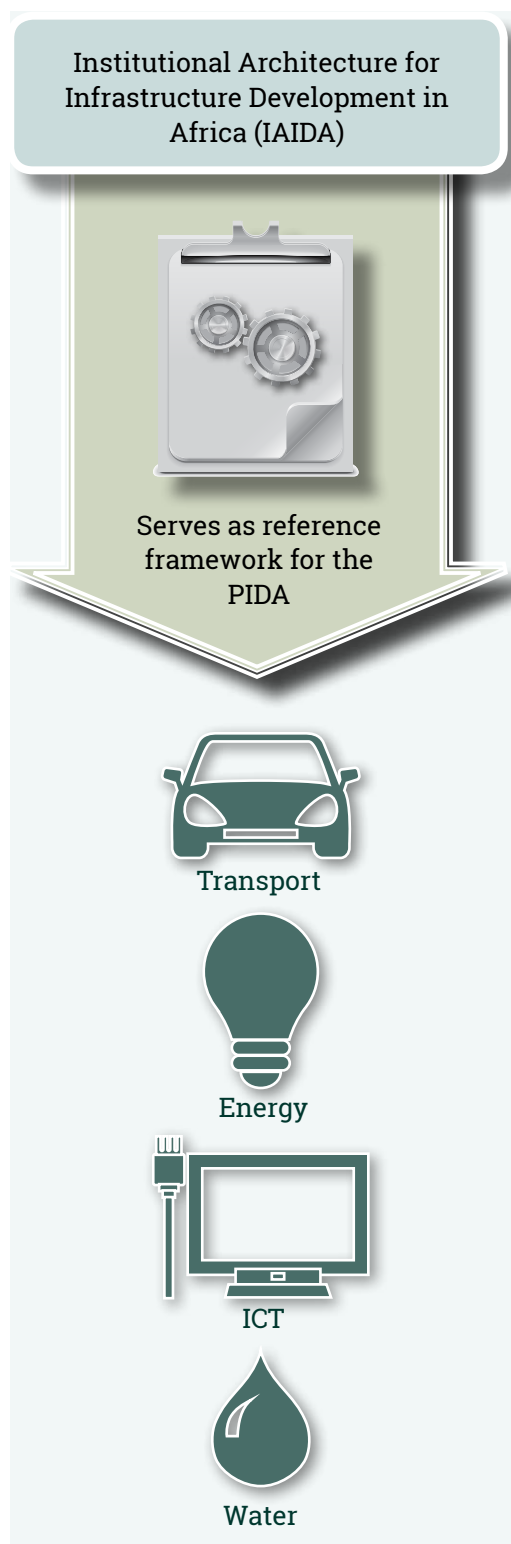 Institutional Architecture for
Infrastructure Development in
Africa (IAIDA)
Serves as reference
framework for the
PIDA
Transport
Energy
ICT
Water